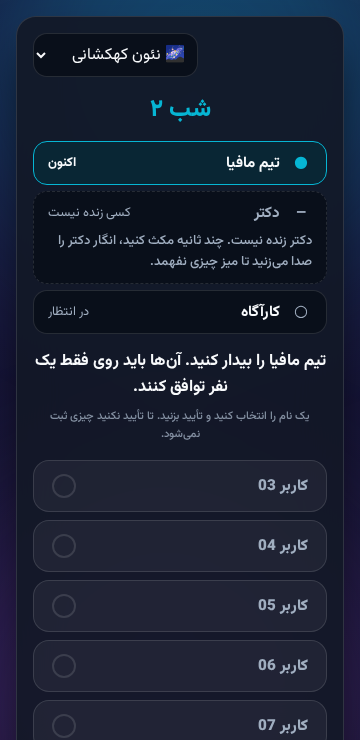 🌌 نئون کهکشانی
شب ۲
تیم مافیا
اکنون
دکتر
کسی زنده نیست
دکتر زنده نیست. چند ثانیه مکث کنید، انگار دکتر را
صدا می‌زنید تا میز چیزی نفهمد.
کارآگاه
در انتظار
تیم مافیا را بیدار کنید. آن‌ها باید روی فقط یک
نفر توافق کنند.
یک نام را انتخاب کنید و تأیید بزنید. تا تأیید نکنید چیزی ثبت
نمی‌شود.
کاربر 03
کاربر 04
کاربر 05
کاربر 06
کاربر 07